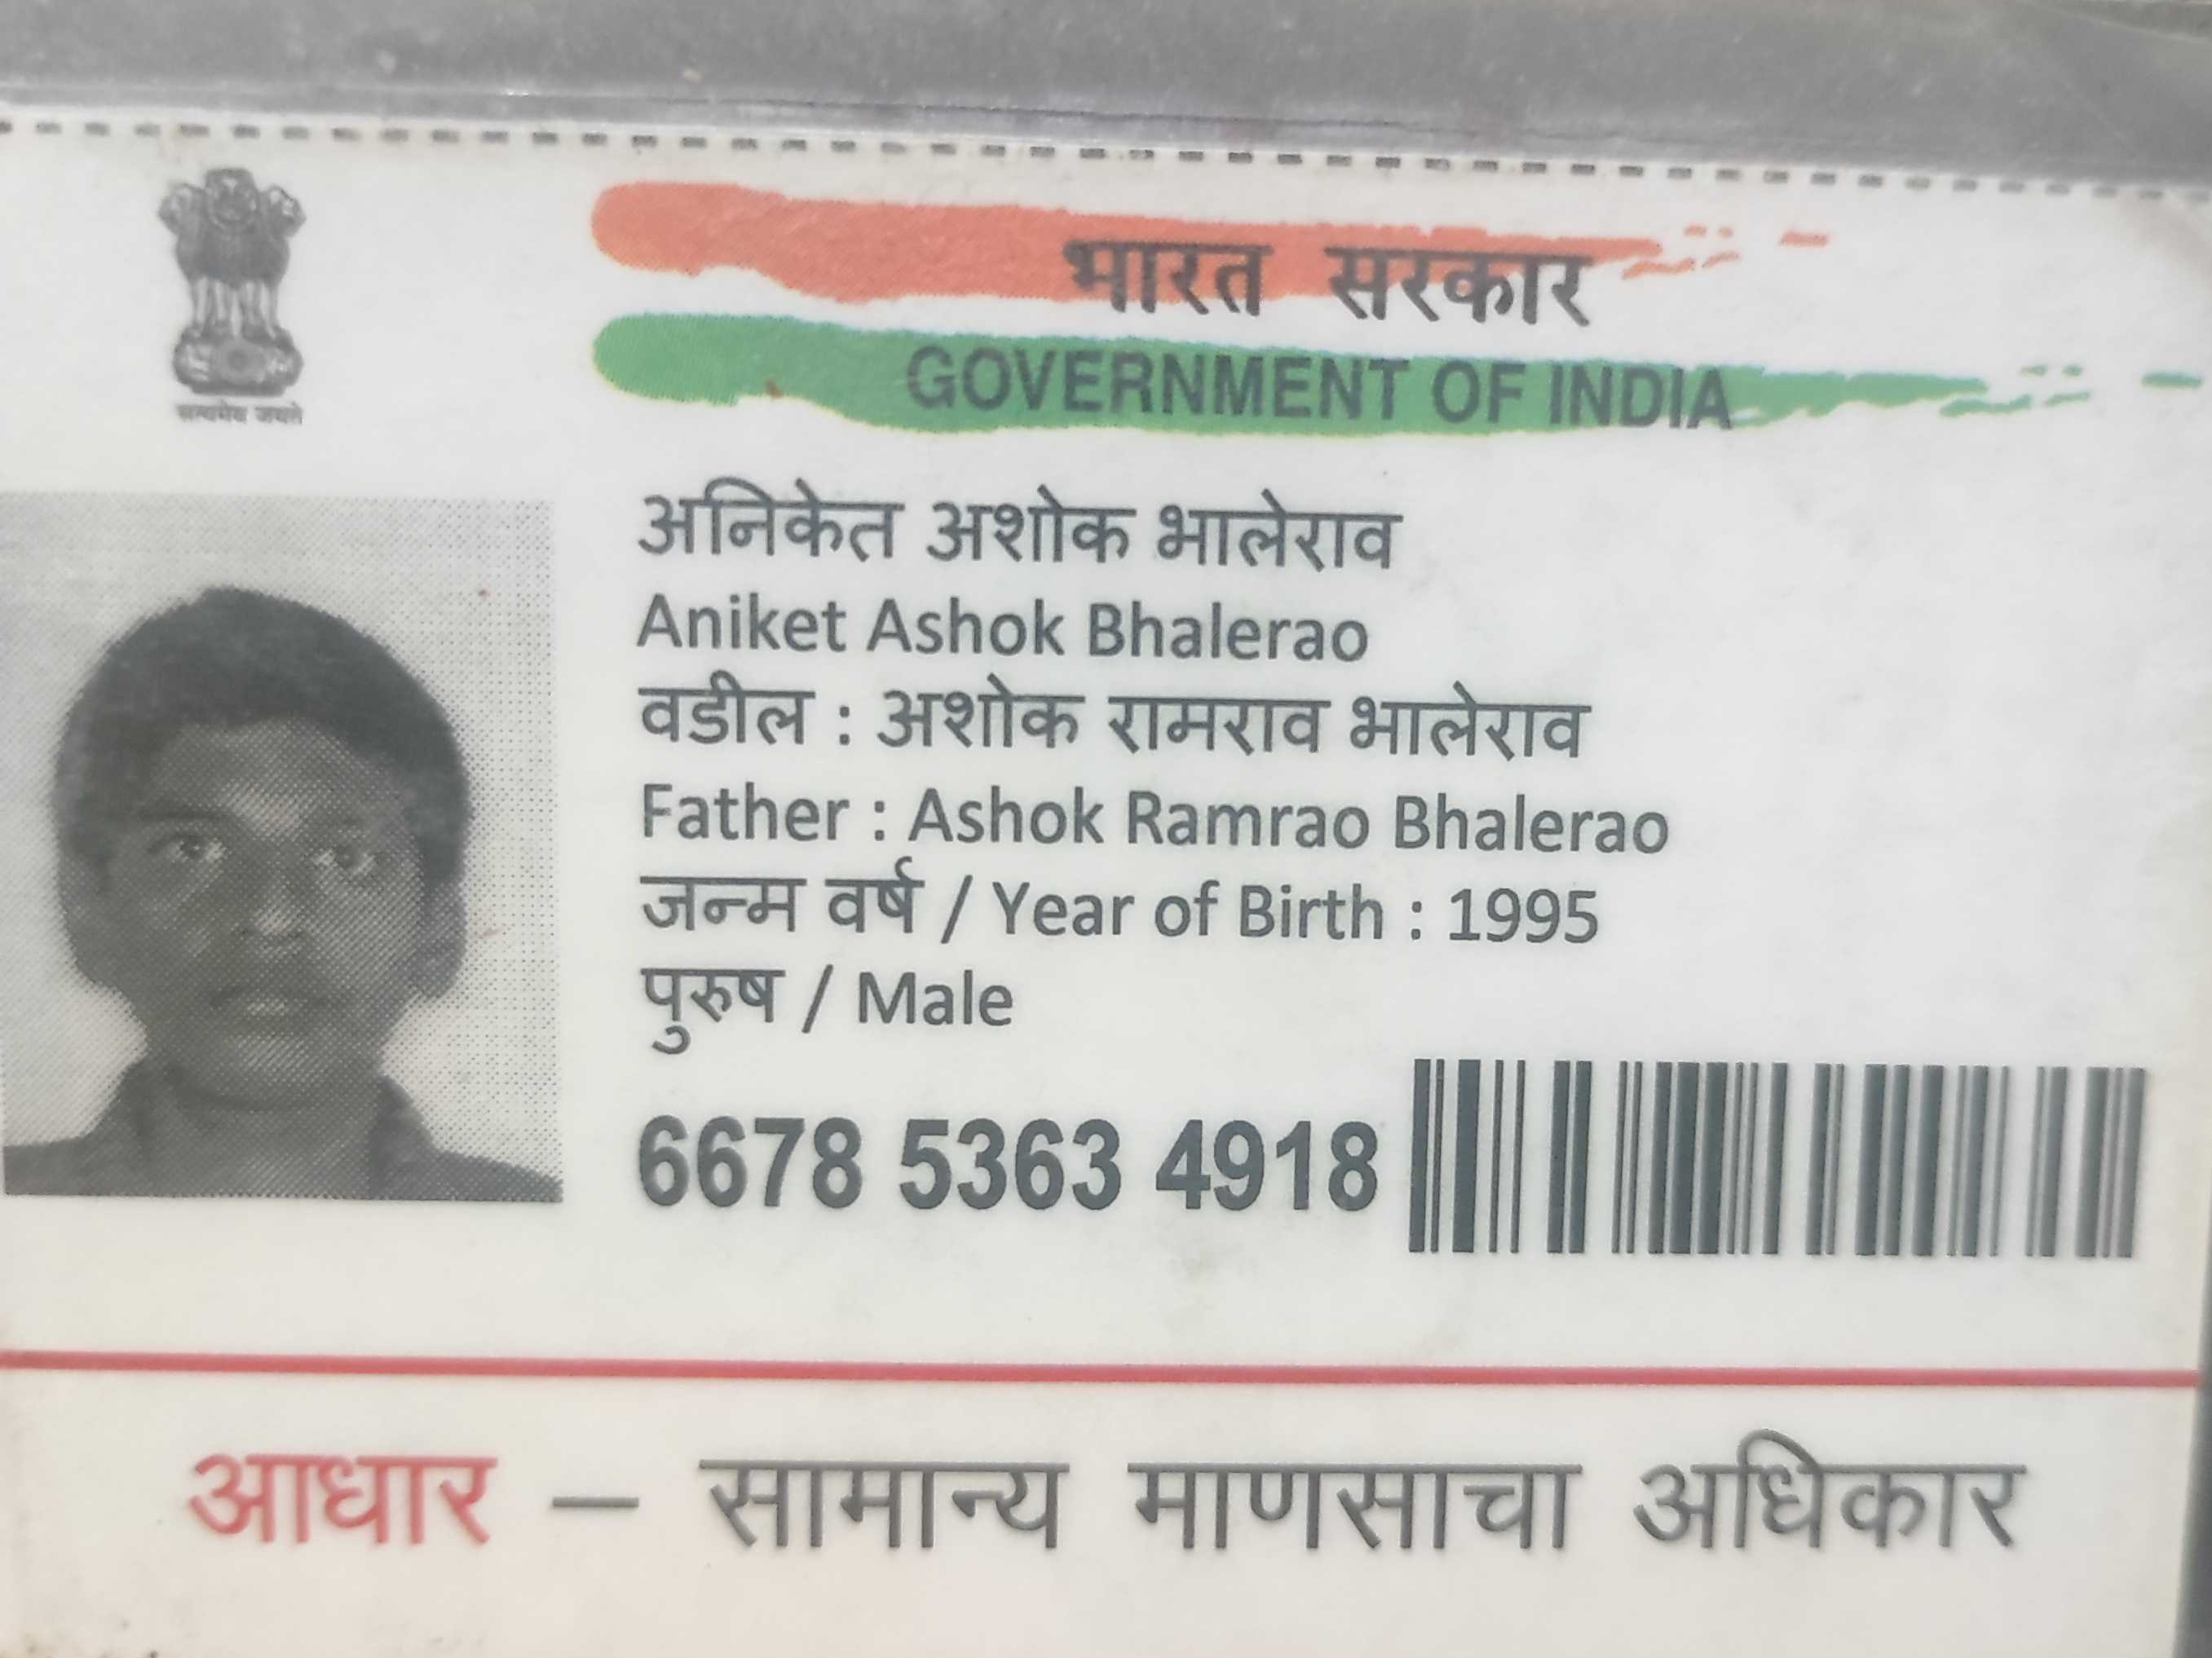 भारत सरकार
GOVERNMENT OF INDIA
सत्यमेव जयते
अनिकेत अशोक भालेराव
Aniket Ashok Bhalerao
वडील : अशोक रामराव भालेराव
Father : Ashok Ramrao Bhalerao
जन्म वर्ष / Year of Birth : 1995
पुरुष / Male
6678 5363 4918
आधार – सामान्य माणसाचा अधिकार